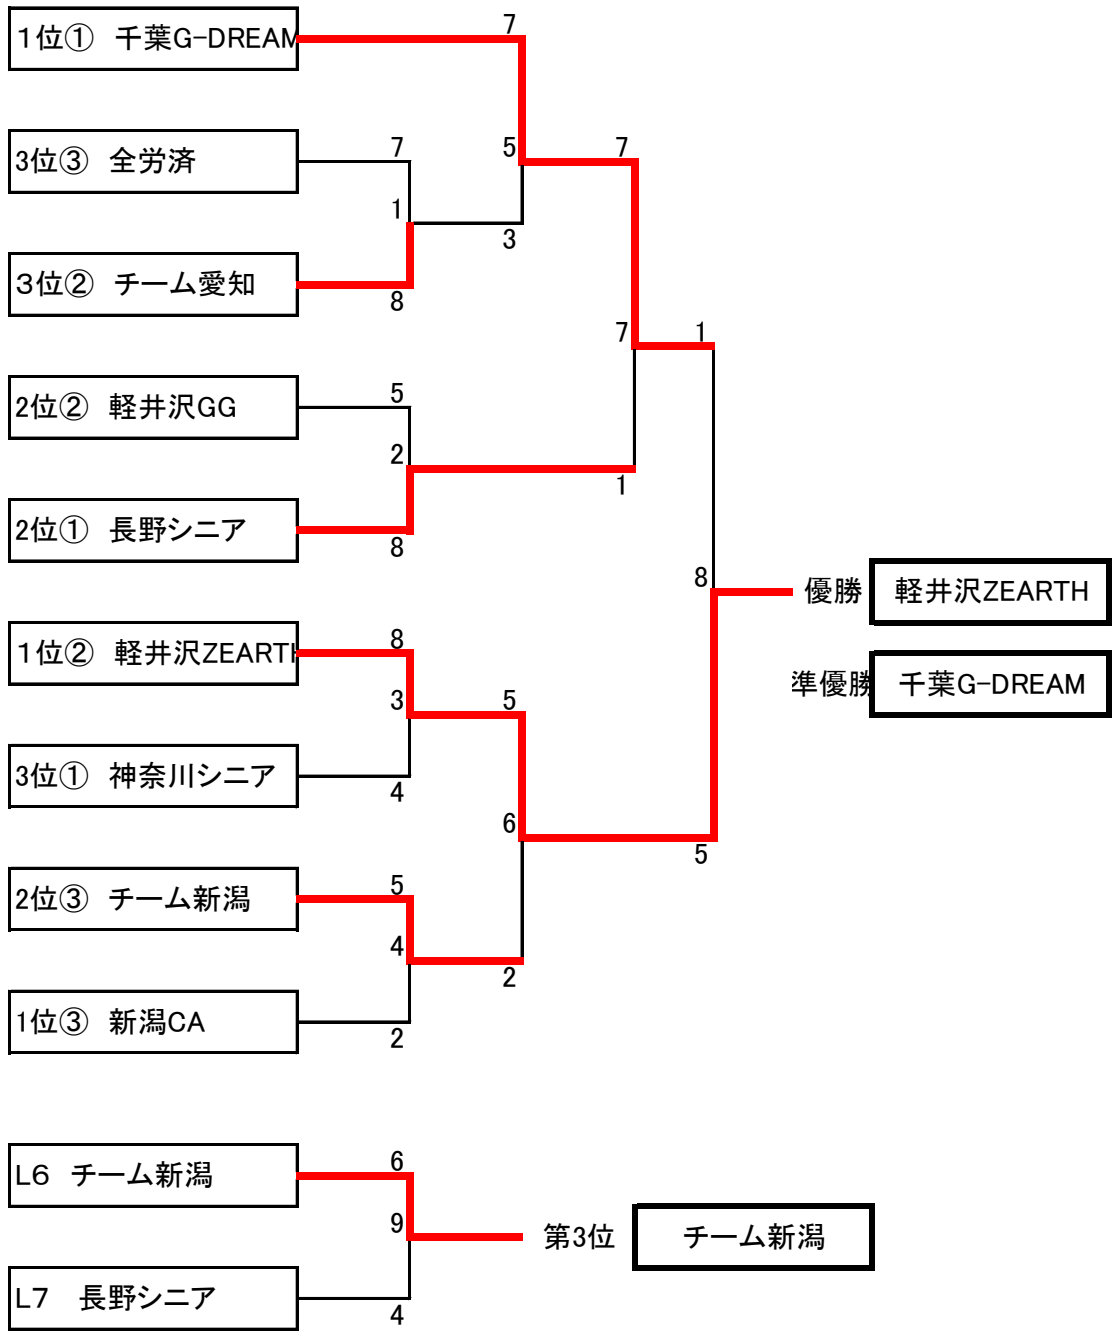 １位①　千葉G-DREAM
7
3位③　全労済
7
5
7
1
3
３位②　チーム愛知
8
7
1
2位②　軽井沢GG
5
2
1
2位①　長野シニア
8
8
優勝
軽井沢ZEARTH
１位②　軽井沢ZEARTH
8
準優勝
千葉G-DREAM
3
5
3位①　神奈川シニア
4
6
5
2位③　チーム新潟
5
4
2
1位③　新潟CA
2
L６　チーム新潟
6
9
第3位
チーム新潟
L７　長野シニア
4